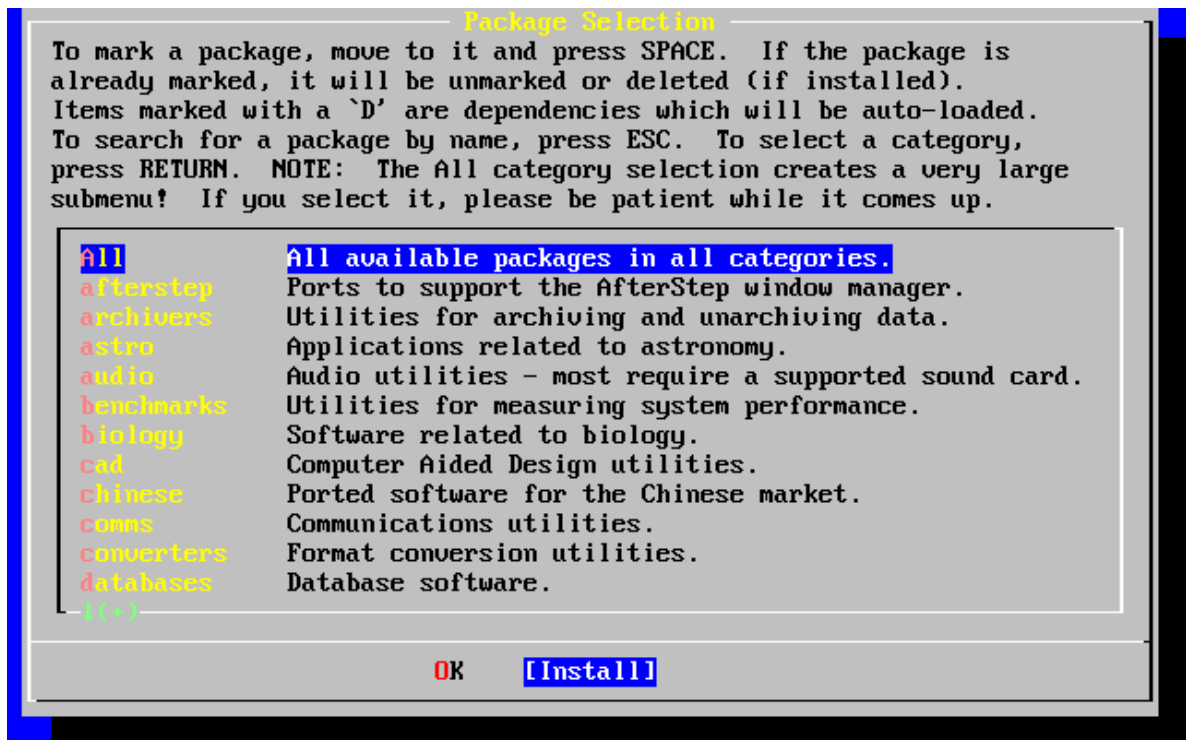 Package Selection
To mark a package, move to it and press SPACE.  If the package is
already marked, it will be unmarked or deleted (if installed).
Items marked with a `D' are dependencies which will be auto-loaded.
To search for a package by name, press ESC.  To select a category,
press RETURN.  NOTE:  The All category selection creates a very large
submenu!  If you select it, please be patient while it comes up.
All All available packages in all categories.
afterstep Ports to support the AfterStep window manager.
archivers Utilities for archiving and unarchiving data.
astro Applications related to astronomy.
audio Audio utilities - most require a supported sound card.
benchmarks Utilities for measuring system performance.
biology Software related to biology.
cad Computer Aided Design utilities.
chinese Ported software for the Chinese market.
comms Communications utilities.
converters Format conversion utilities.
databases Database software.
↓(+)
OK [Install]